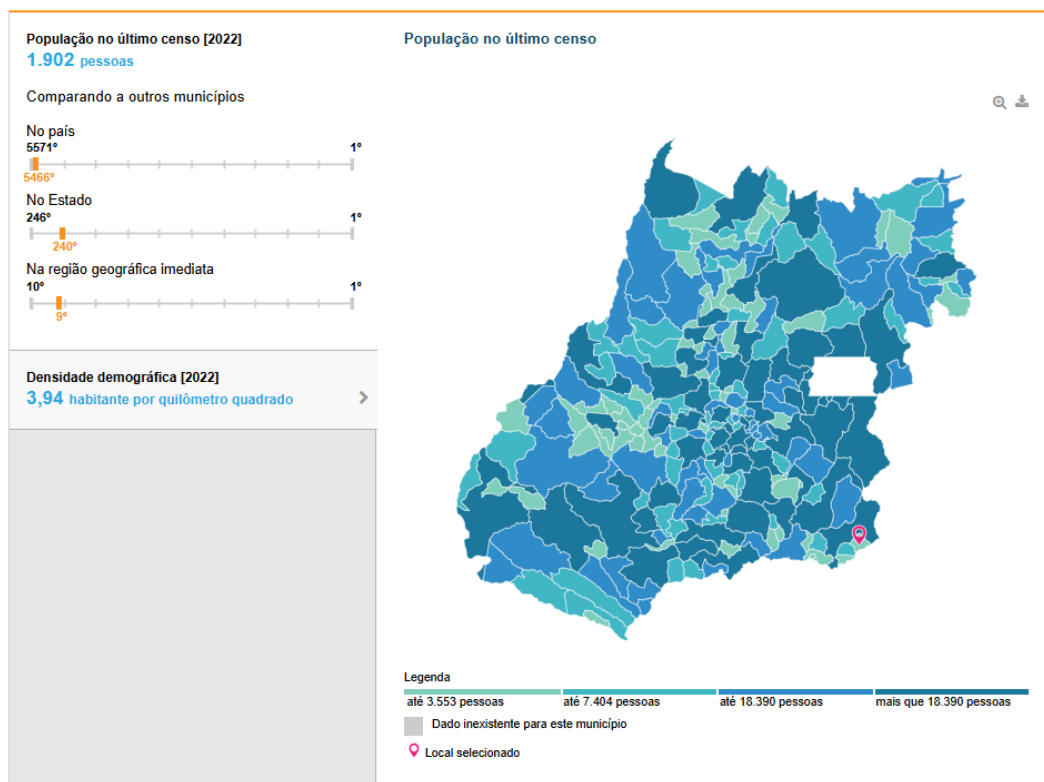 População no último censo [2022]
1.902 pessoas
Comparando a outros municípios
No país
5571º 1º
5466º
No Estado
246º 1º
240º
Na região geográfica imediata
10º 1º
9º
Densidade demográfica [2022]
3,94 habitante por quilômetro quadrado
População no último censo
Legenda
até 3.553 pessoas até 7.404 pessoas até 18.390 pessoas mais que 18.390 pessoas
Dado inexistente para este município
Local selecionado